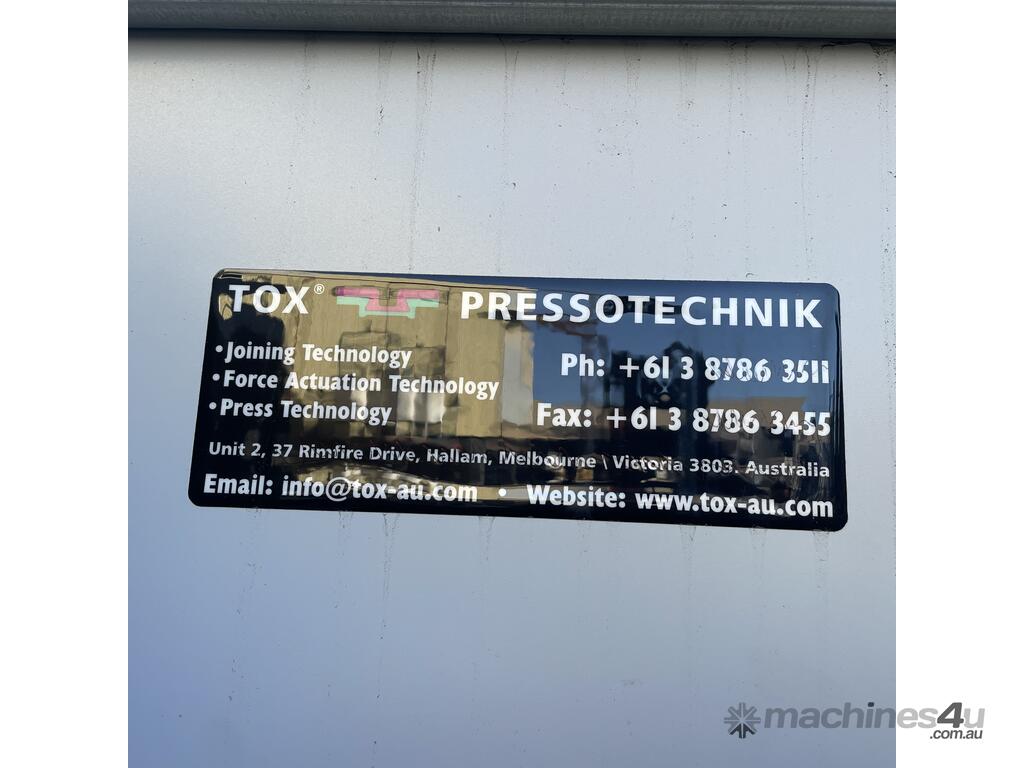 TOX® PRESSOTECHNIK
• Joining Technology
• Force Actuation Technology
• Press Technology
Ph: +61 3 8786 3511
Fax: +61 3 8786 3455
Unit 2, 37 Rimfire Drive, Hallam, Melbourne \ Victoria 3803. Australia
Email: info@tox-au.com • Website: www.tox-au.com
machines4u
.com.au